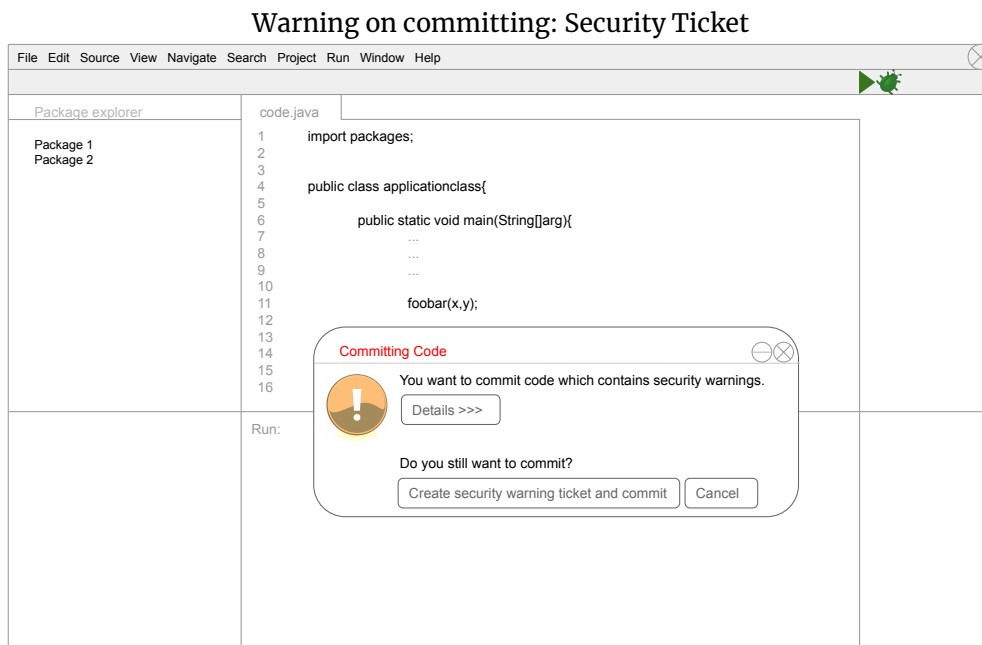 Warning on committing: Security Ticket
File Edit Source View Navigate Search Project Run Window Help
Package explorer
code.java
Package 1
Package 2
1 import packages;
2
3
4 public class applicationclass{
5
6 public static void main(String[]arg){
7 ...
8 ...
9 ...
10
11 foobar(x,y);
12
13
14
15
16
Committing Code
You want to commit code which contains security warnings.
Details >>>
Run:
Do you still want to commit?
Create security warning ticket and commit
Cancel